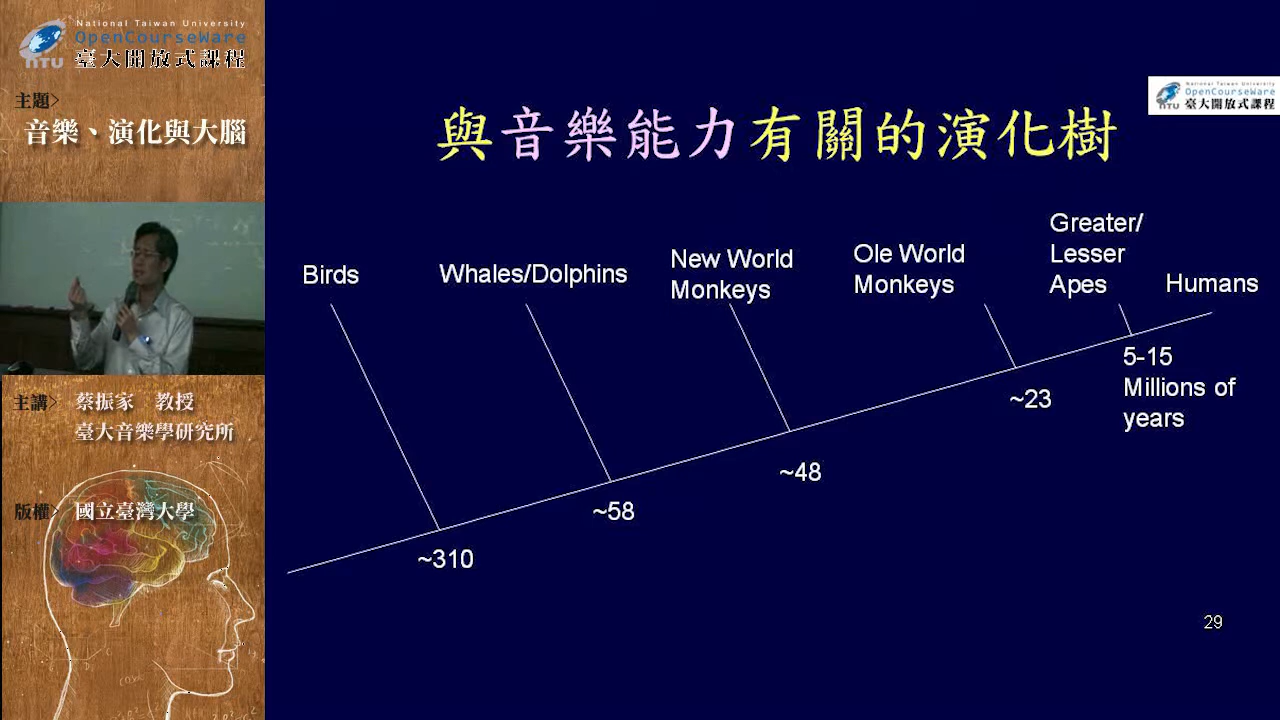 National Taiwan University
OpenCourseWare
NTU 臺大開放式課程
主題>
音樂、演化與大腦
主講> 蔡振家 教授
臺大音樂學研究所
版權> 國立臺灣大學
National Taiwan University
OpenCourseWare
NTU 臺大開放式課程
與音樂能力有關的演化樹
Birds
Whales/Dolphins
New World
Monkeys
Ole World
Monkeys
Greater/
Lesser
Apes
Humans
~310
~58
~48
~23
5-15
Millions of
years
29